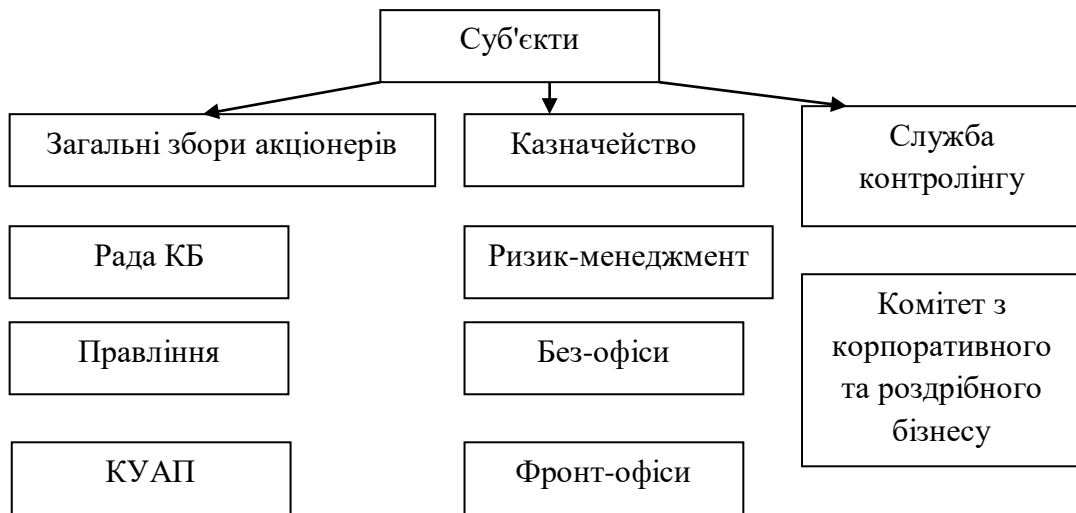 Суб'єкти
Загальні збори акціонерів
Казначейство
Служба
контролінгу
Рада КБ
Ризик-менеджмент
Комітет з
корпоративного
та роздрібного
бізнесу
Правління
Без-офіси
КУАП
Фронт-офіси